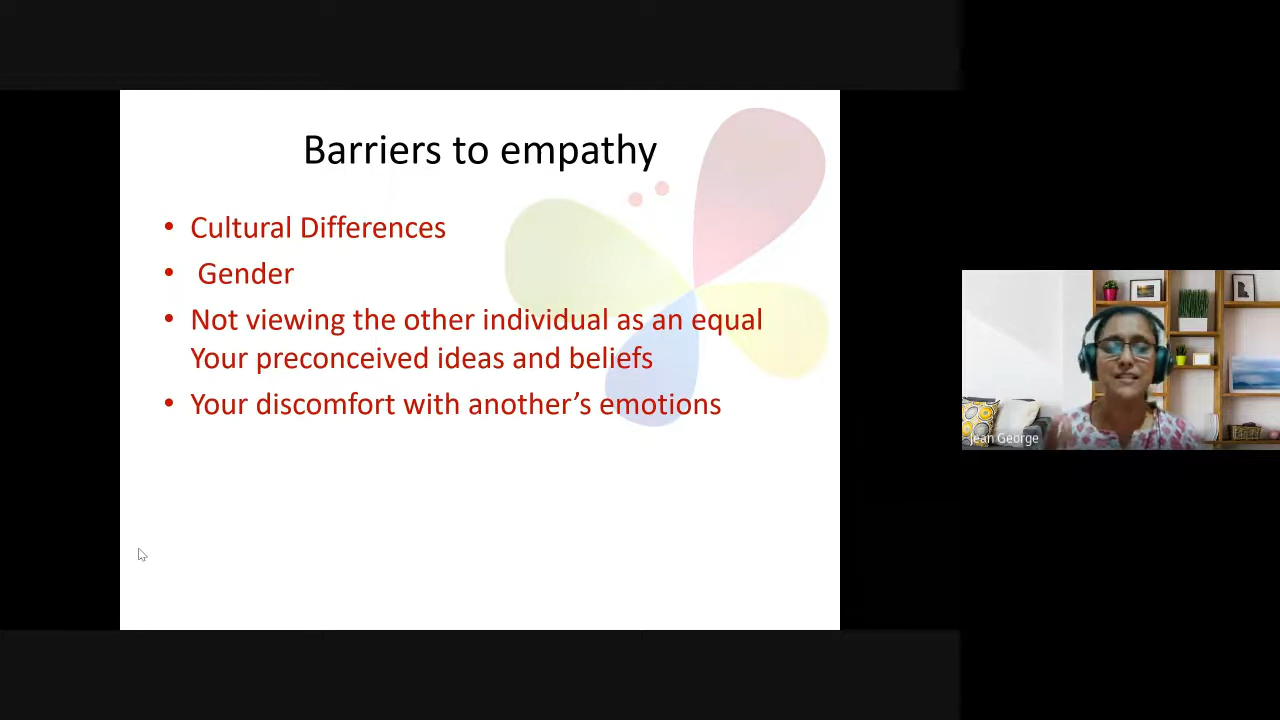 Barriers to empathy
• Cultural Differences
• Gender
• Not viewing the other individual as an equal
Your preconceived ideas and beliefs
• Your discomfort with another’s emotions
Jean George